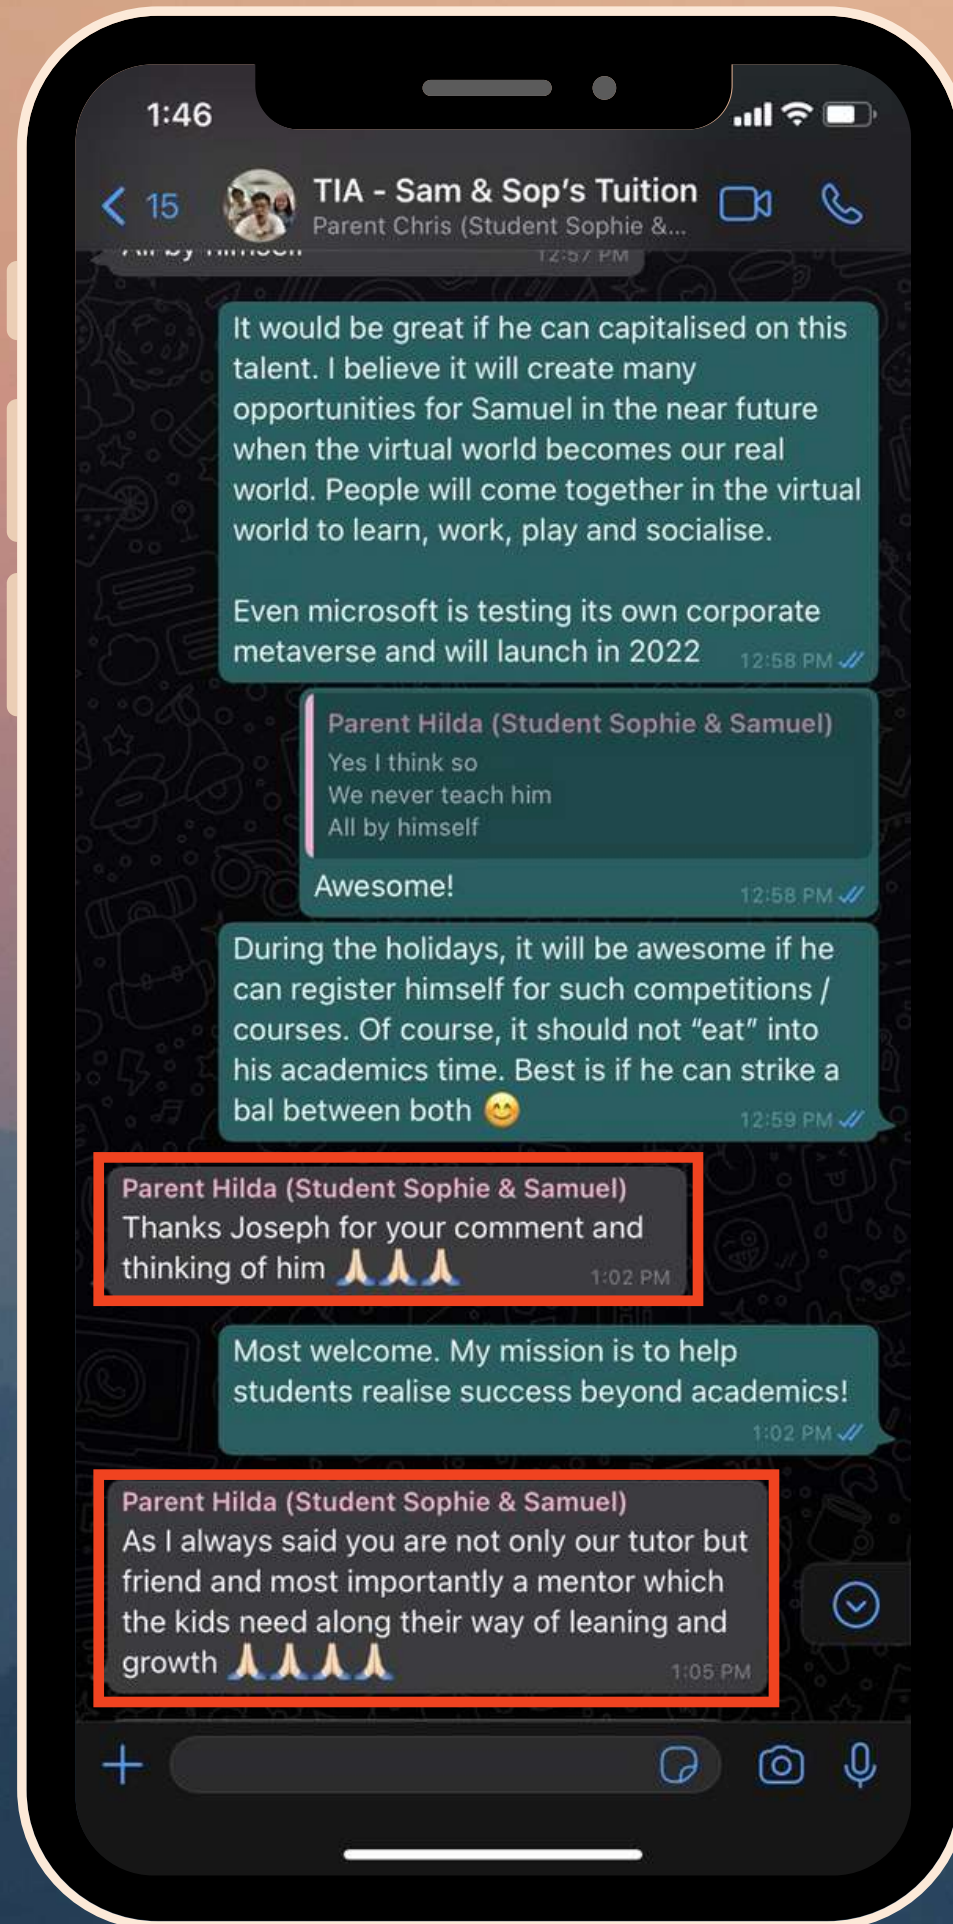 1:46
15
TIA - Sam & Sop's Tuition
Parent Chris (Student Sophie &...
All by himself
12:57 PM
It would be great if he can capitalised on this
talent. I believe it will create many
opportunities for Samuel in the near future
when the virtual world becomes our real
world. People will come together in the virtual
world to learn, work, play and socialise.
Even microsoft is testing its own corporate
metaverse and will launch in 2022
12:58 PM
Parent Hilda (Student Sophie & Samuel)
Yes I think so
We never teach him
All by himself
Awesome!
12:58 PM
During the holidays, it will be awesome if he
can register himself for such competitions /
courses. Of course, it should not “eat” into
his academics time. Best is if he can strike a
bal between both 😊
12:59 PM
Parent Hilda (Student Sophie & Samuel)
Thanks Joseph for your comment and
thinking of him 🙏🏻🙏🏻🙏🏻
1:02 PM
Most welcome. My mission is to help
students realise success beyond academics!
1:02 PM
Parent Hilda (Student Sophie & Samuel)
As I always said you are not only our tutor but
friend and most importantly a mentor which
the kids need along their way of leaning and
growth 🙏🏻🙏🏻🙏🏻🙏🏻
1:05 PM